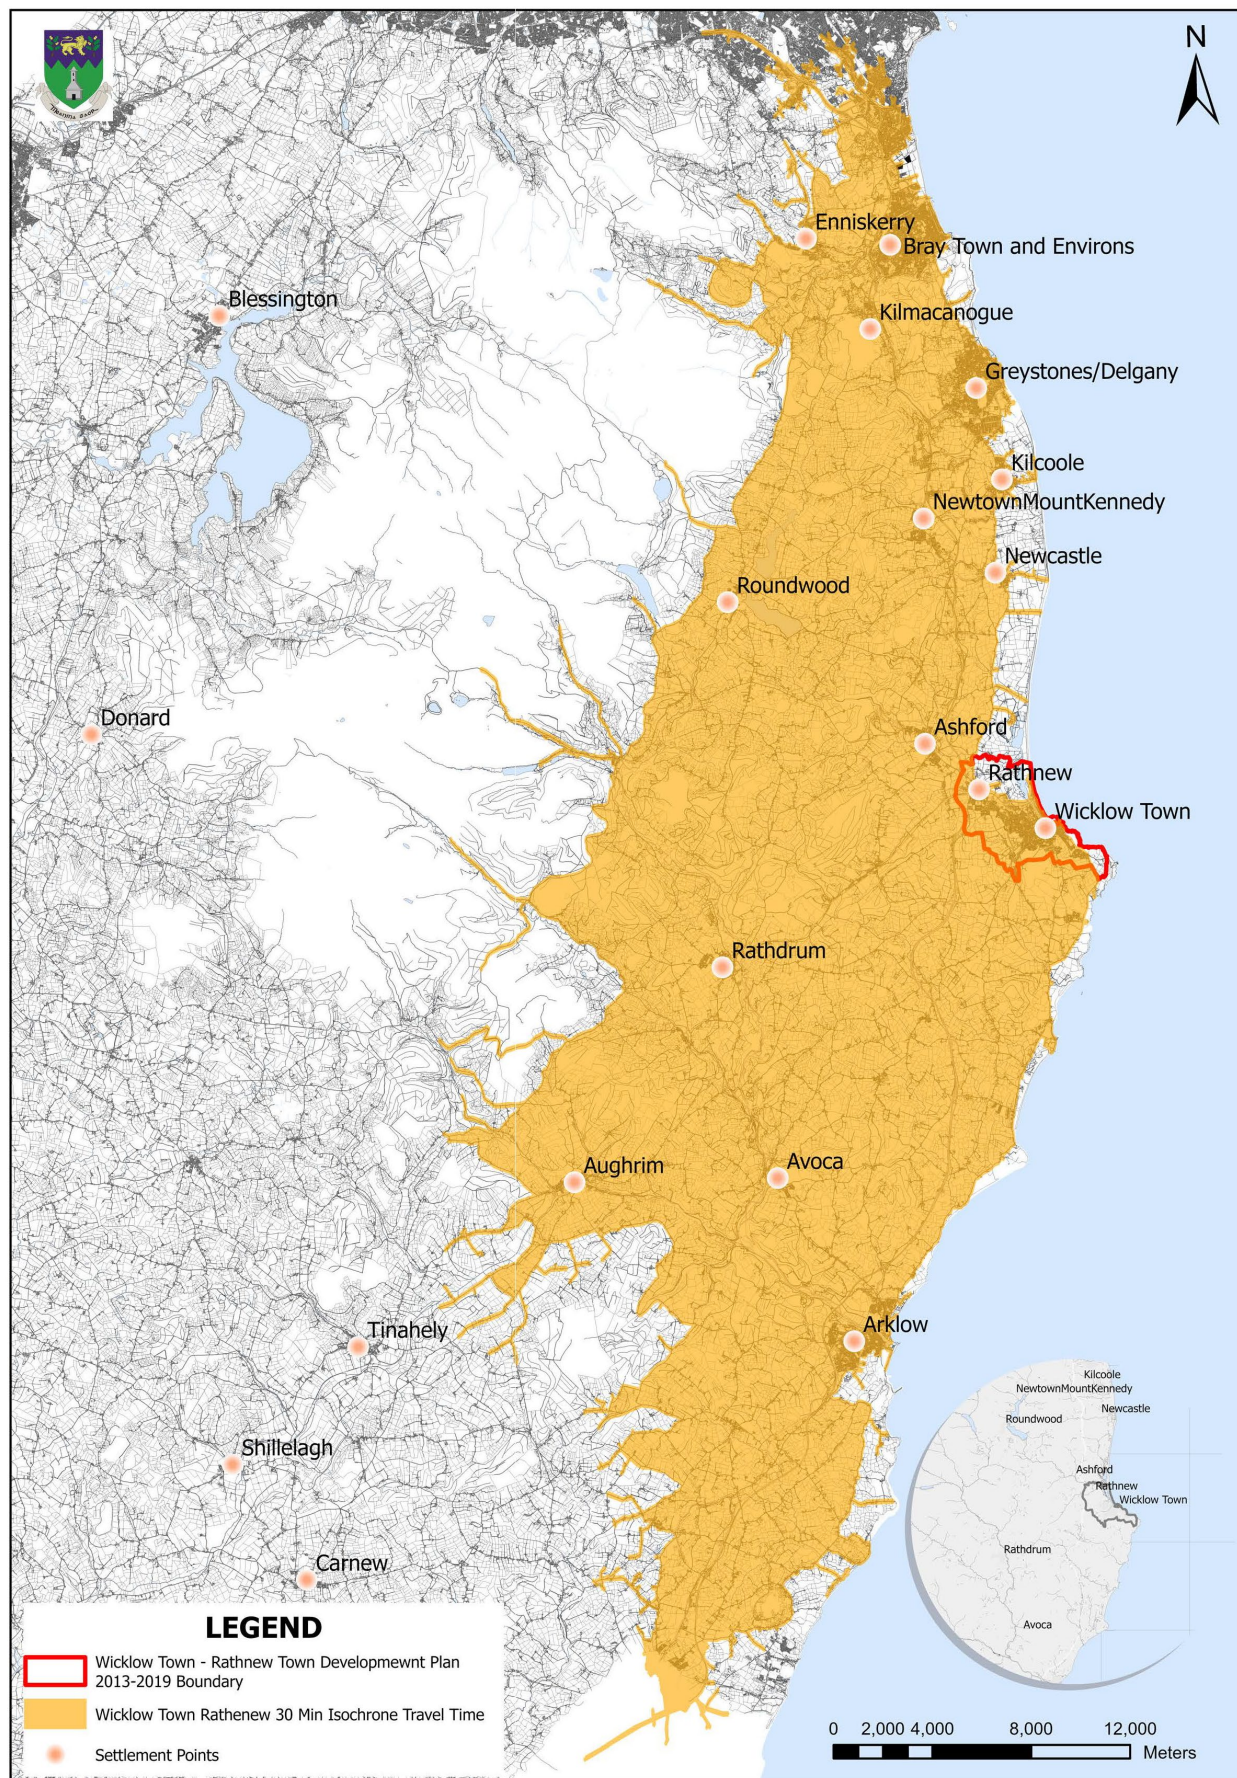 N
Enniskerry
Bray Town and Environs
Blessington
Kilmacanogue
Greystones/Delgany
Kilcoole
NewtownMountKennedy
Newcastle
Roundwood
Donard
Ashford
Rathnew
Wicklow Town
Rathdrum
Aughrim
Avoca
Tinahely
Arklow
Shillelagh
Carnew
Kilcoole
NewtownMountKennedy
Newcastle
Roundwood
Ashford
Rathnew
Wicklow Town
Rathdrum
Avoca
LEGEND
Wicklow Town - Rathnew Town Developmewnt Plan
2013-2019 Boundary
Wicklow Town Rathenew 30 Min Isochrone Travel Time
Settlement Points
0 2,000 4,000 8,000 12,000
Meters